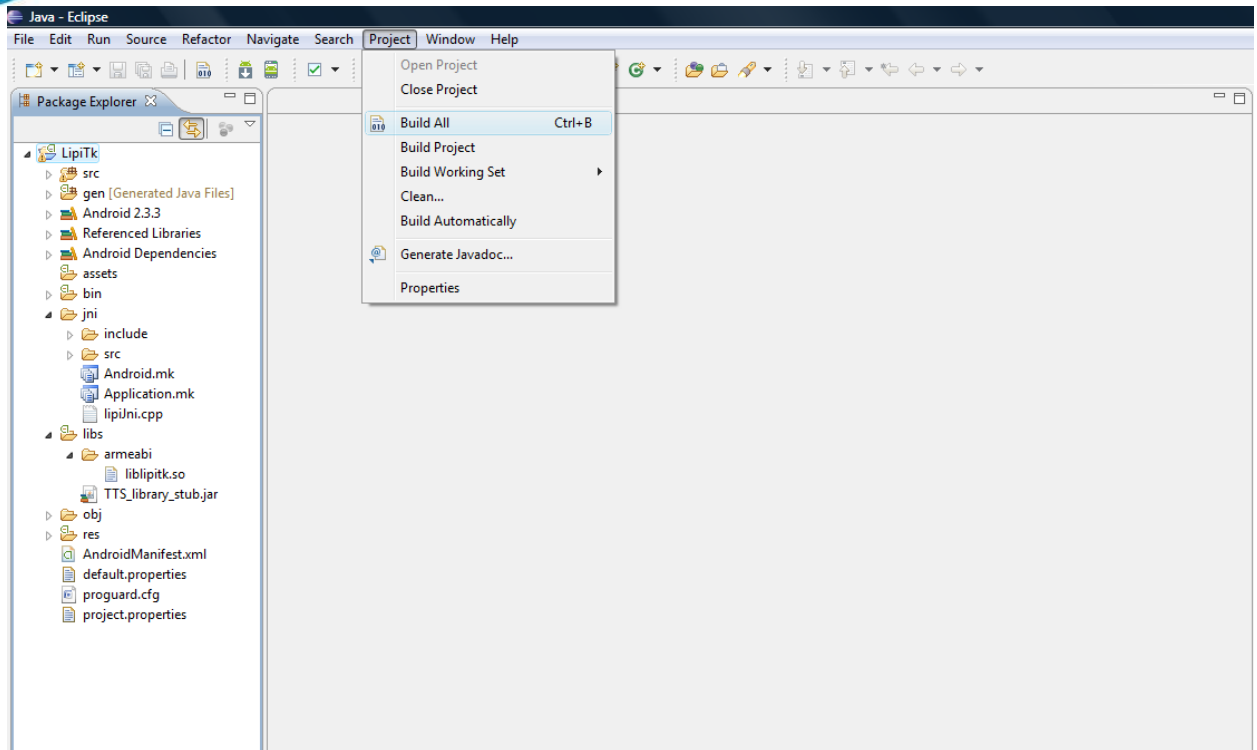 Java - Eclipse
File Edit Run Source Refactor Navigate Search Project Window Help
Package Explorer
LipiTk
src
gen [Generated Java Files]
Android 2.3.3
Referenced Libraries
Android Dependencies
assets
bin
jni
include
src
Android.mk
Application.mk
lipiJni.cpp
libs
armeabi
liblipitk.so
TTS_library_stub.jar
obj
res
AndroidManifest.xml
default.properties
proguard.cfg
project.properties
Open Project
Close Project
010 Build All Ctrl+B
Build Project
Build Working Set
Clean...
Build Automatically
@ Generate Javadoc...
Properties